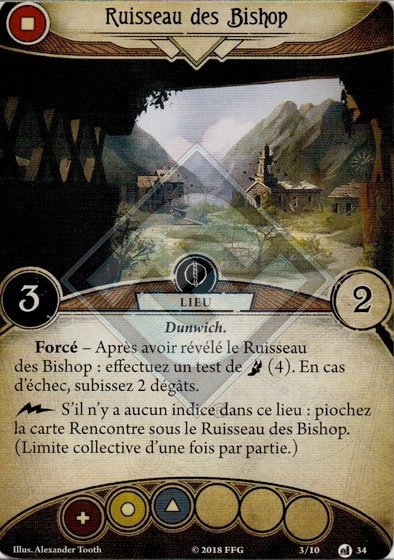 Ruisseau des Bishop
3
2
LIEU
Dunwich.
Forcé – Après avoir révélé le Ruisseau
des Bishop : effectuez un test de (4). En cas
d'échec, subissez 2 dégâts.
S'il n'y a aucun indice dans ce lieu : piochez
la carte Rencontre sous le Ruisseau des Bishop.
(Limite collective d'une fois par partie.)
Illus. Alexander Tooth © 2018 FFG 3/10 34